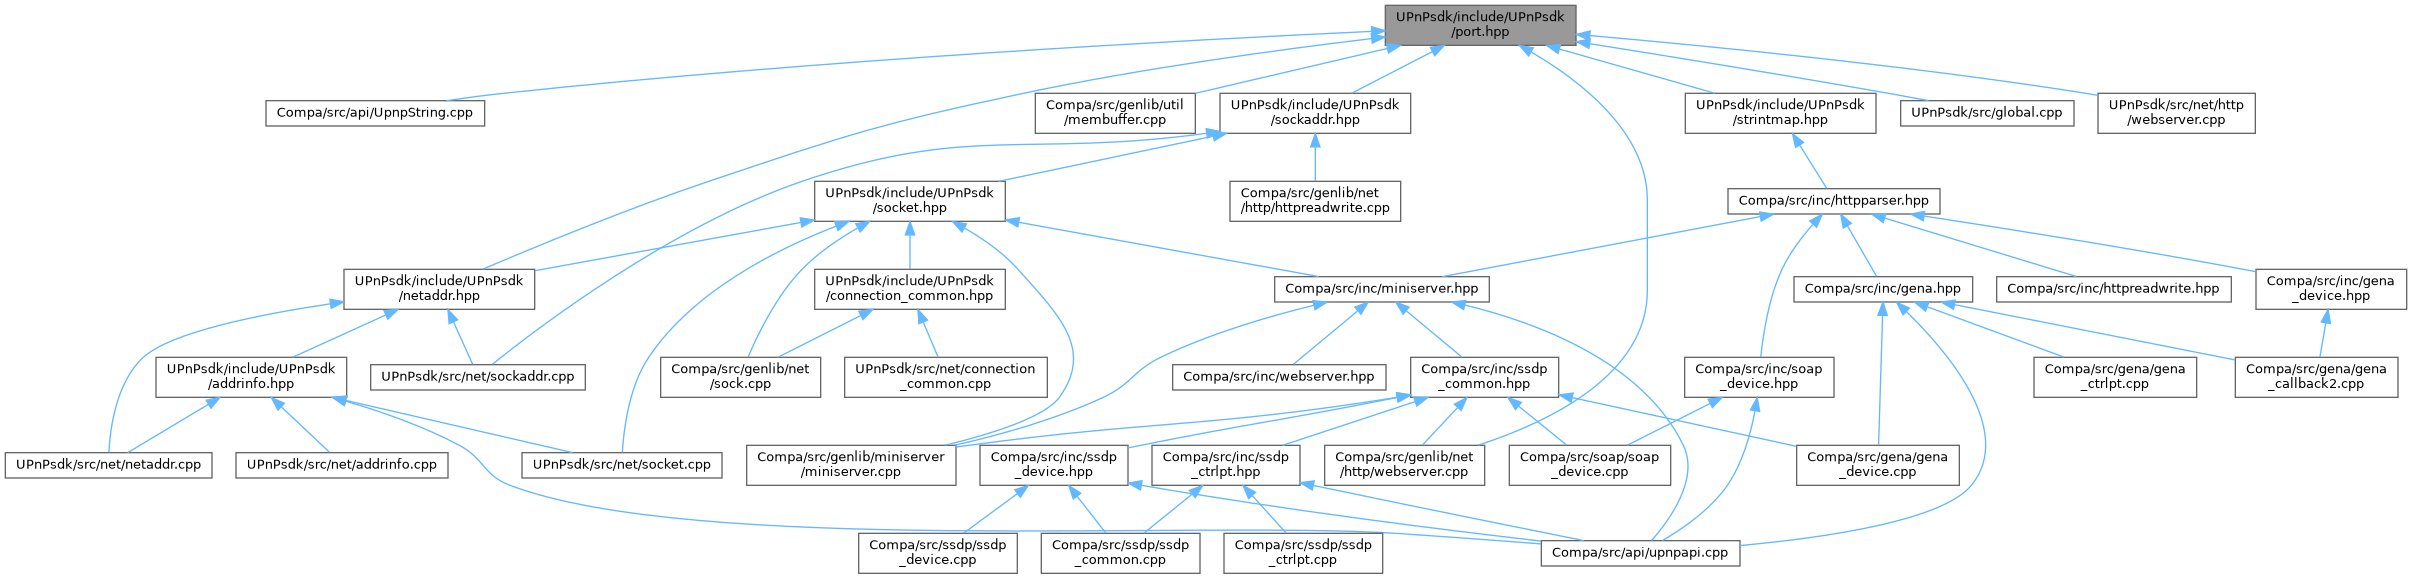 UPnPsdk/include/UPnPsdk
/port.hpp
Compa/src/api/UpnpString.cpp
Compa/src/genlib/util
/membuffer.cpp
UPnPsdk/include/UPnPsdk
/sockaddr.hpp
UPnPsdk/include/UPnPsdk
/strintmap.hpp
UPnPsdk/src/global.cpp
UPnPsdk/src/net/http
/webserver.cpp
UPnPsdk/include/UPnPsdk
/socket.hpp
Compa/src/genlib/net
/http/httpreadwrite.cpp
Compa/src/inc/httpparser.hpp
UPnPsdk/include/UPnPsdk
/netaddr.hpp
UPnPsdk/include/UPnPsdk
/connection_common.hpp
Compa/src/inc/miniserver.hpp
Compa/src/inc/gena.hpp
Compa/src/inc/httpreadwrite.hpp
Compa/src/inc/gena
_device.hpp
UPnPsdk/include/UPnPsdk
/addrinfo.hpp
UPnPsdk/src/net/sockaddr.cpp
Compa/src/genlib/net
/sock.cpp
UPnPsdk/src/net/connection
_common.cpp
Compa/src/inc/webserver.hpp
Compa/src/inc/ssdp
_common.hpp
Compa/src/inc/soap
_device.hpp
Compa/src/gena/gena
_ctrlpt.cpp
Compa/src/gena/gena
_callback2.cpp
UPnPsdk/src/net/netaddr.cpp
UPnPsdk/src/net/addrinfo.cpp
UPnPsdk/src/net/socket.cpp
Compa/src/genlib/miniserver
/miniserver.cpp
Compa/src/inc/ssdp
_device.hpp
Compa/src/inc/ssdp
_ctrlpt.hpp
Compa/src/genlib/net
/http/webserver.cpp
Compa/src/soap/soap
_device.cpp
Compa/src/gena/gena
_device.cpp
Compa/src/ssdp/ssdp
_device.cpp
Compa/src/ssdp/ssdp
_common.cpp
Compa/src/ssdp/ssdp
_ctrlpt.cpp
Compa/src/api/upnpapi.cpp